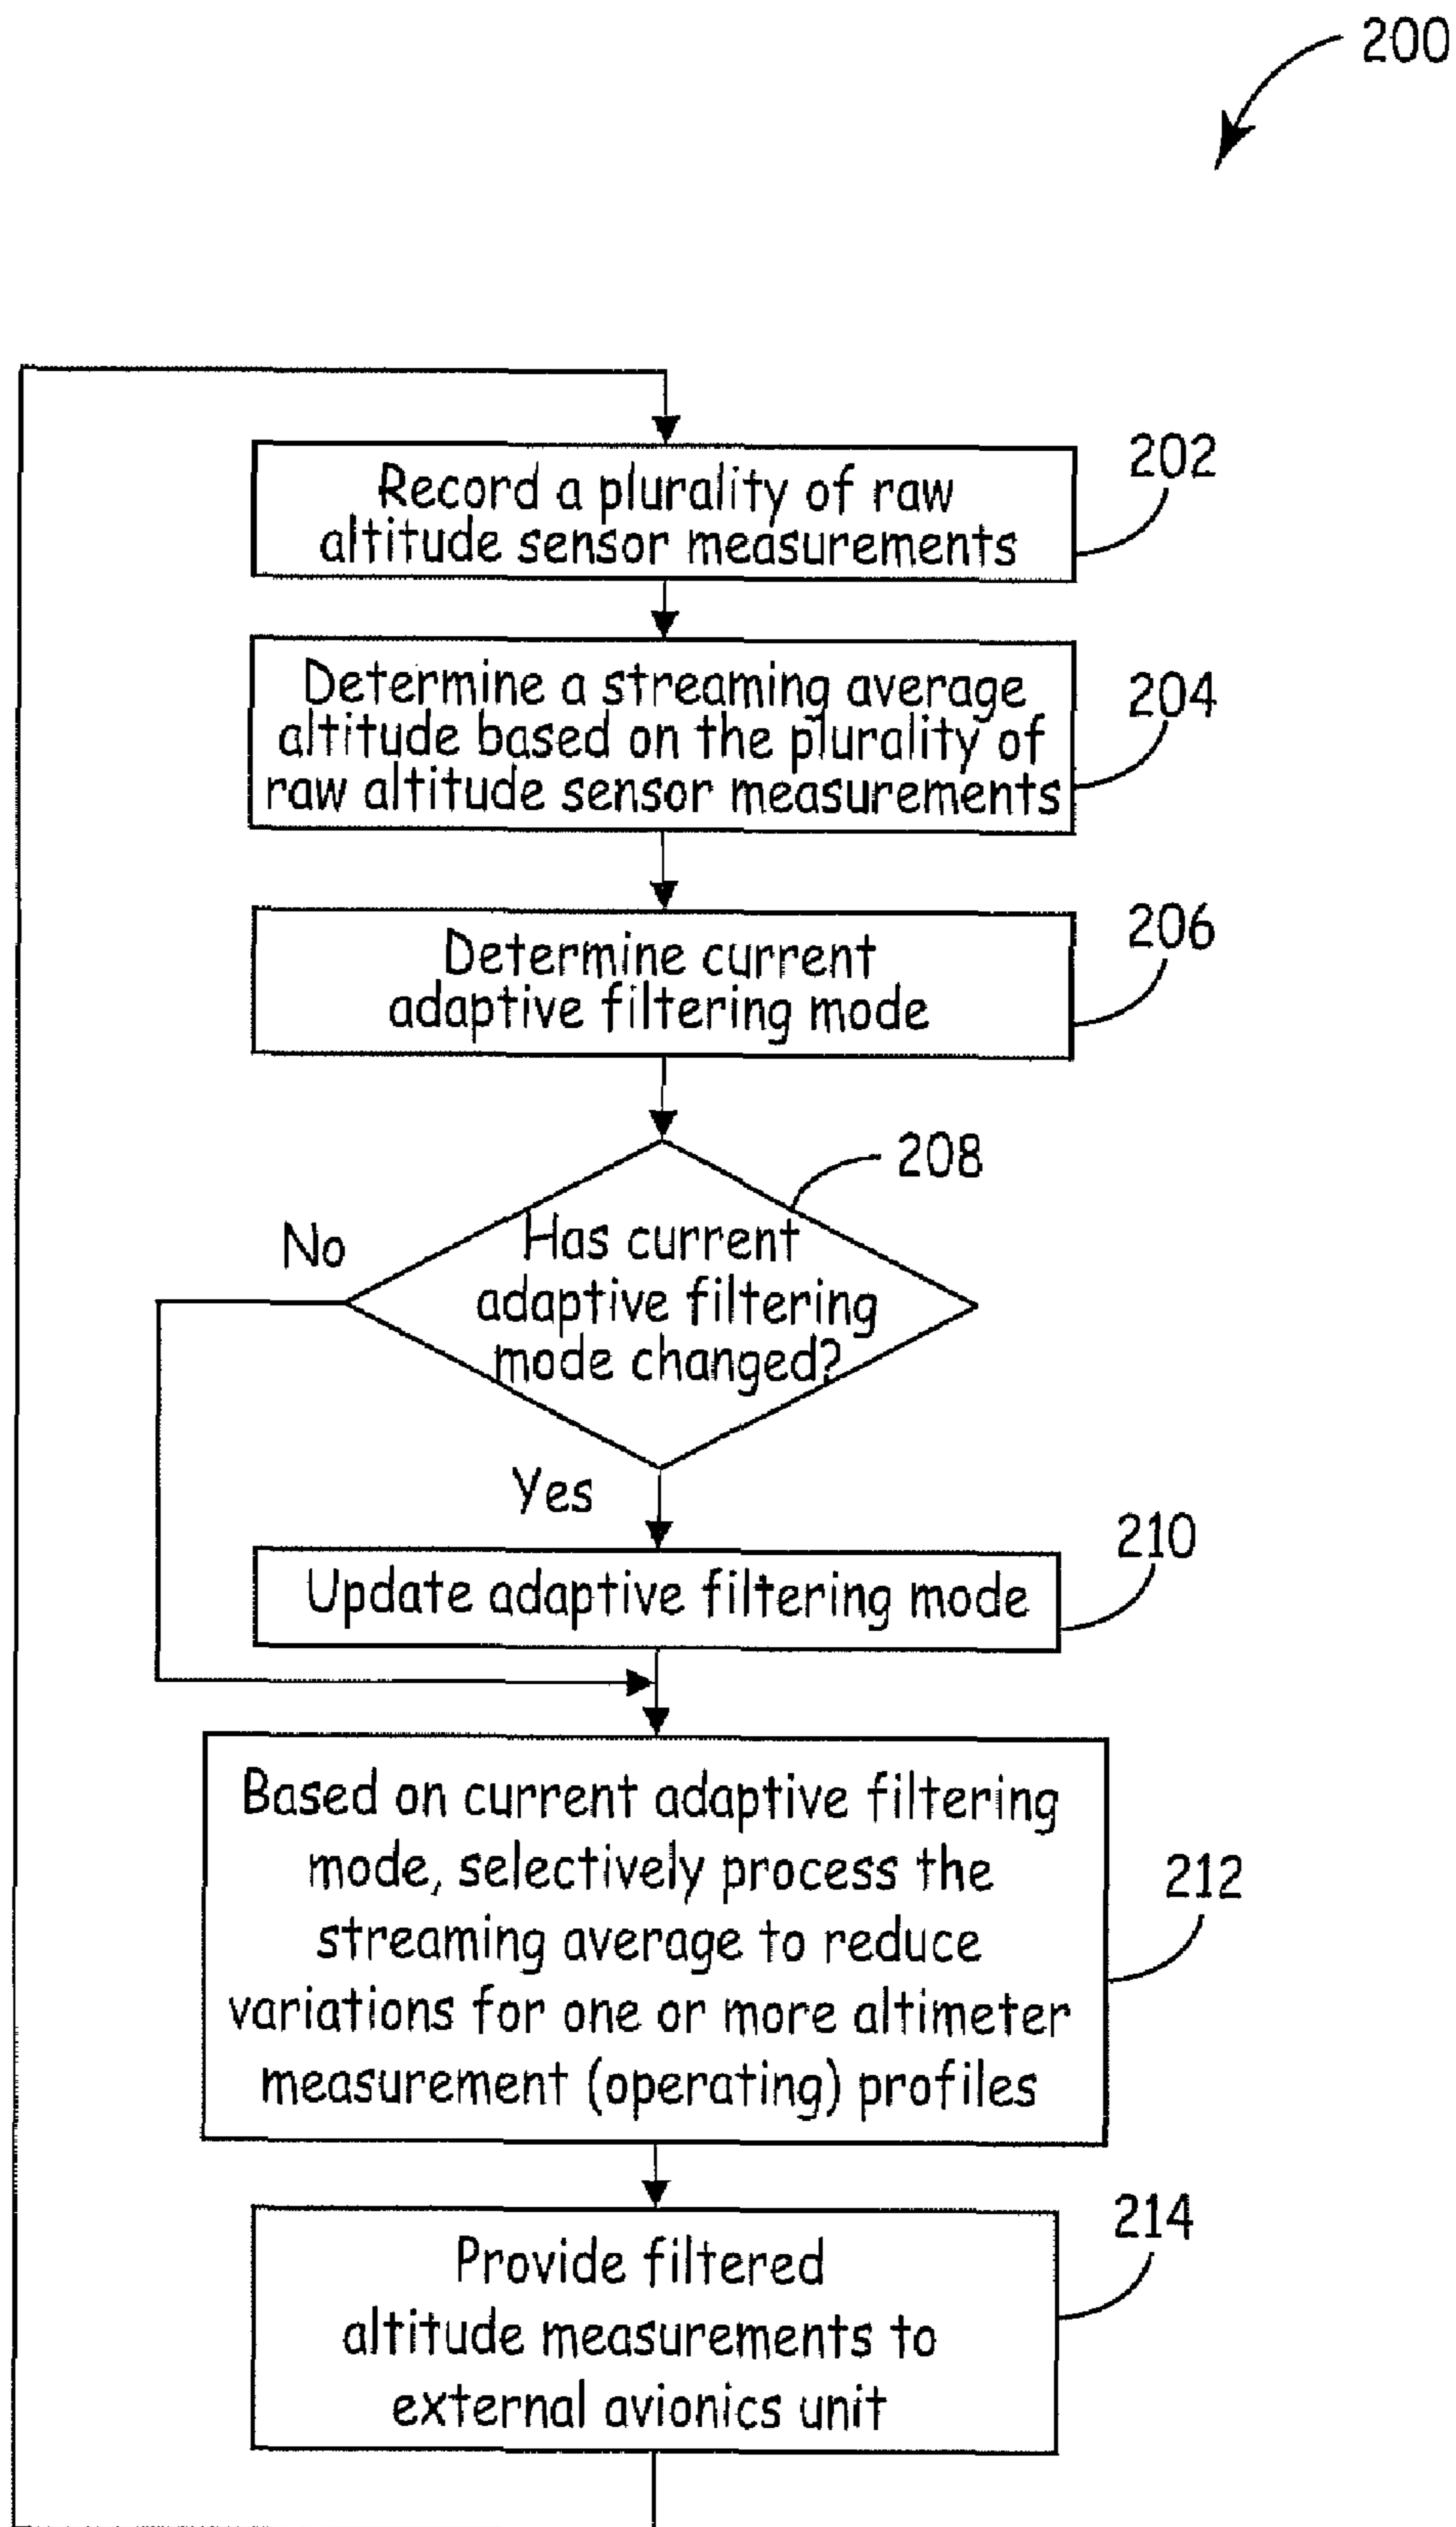 200
Record a plurality of raw
altitude sensor measurements
202
Determine a streaming average
altitude based on the plurality of
raw altitude sensor measurements
204
Determine current
adaptive filtering mode
206
208
Has current
adaptive filtering
mode changed?
No
Yes
Update adaptive filtering mode
210
Based on current adaptive filtering
mode, selectively process the
streaming average to reduce
variations for one or more altimeter
measurement (operating) profiles
212
Provide filtered
altitude measurements to
external avionics unit
214